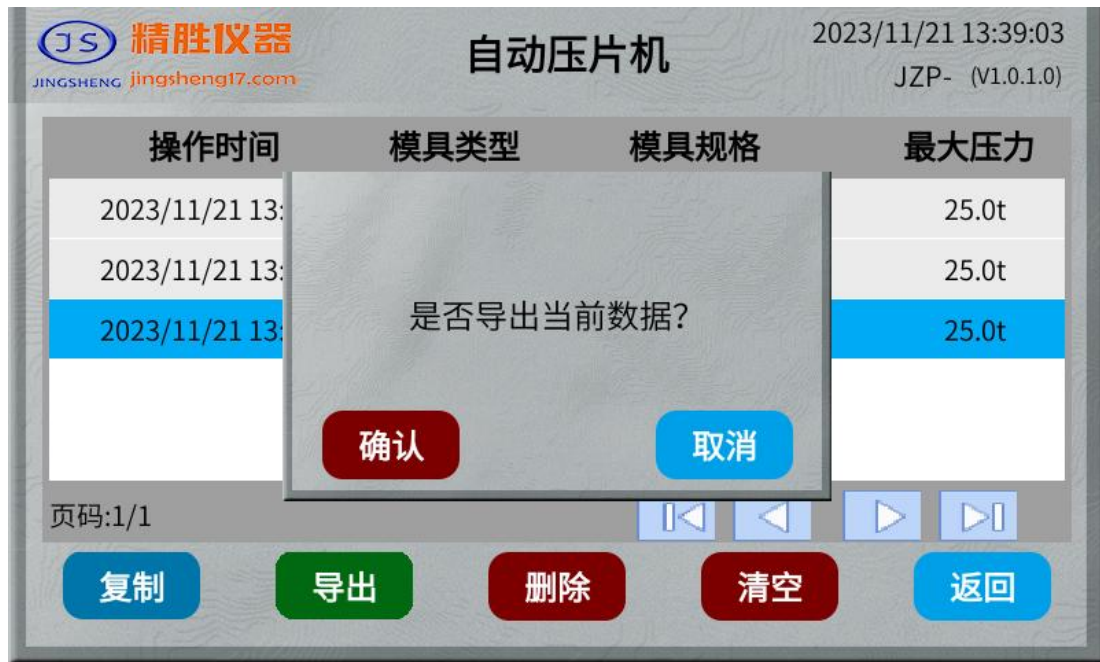 JS 精胜仪器
JINGSHENG jingsheng17.com
自动压片机
2023/11/21 13:39:03
JZP- (V1.0.1.0)
操作时间 模具类型 模具规格 最大压力
2023/11/21 13: 25.0t
2023/11/21 13: 25.0t
2023/11/21 13: 25.0t
是否导出当前数据?
确认 取消
页码:1/1
复制 导出 删除 清空 返回